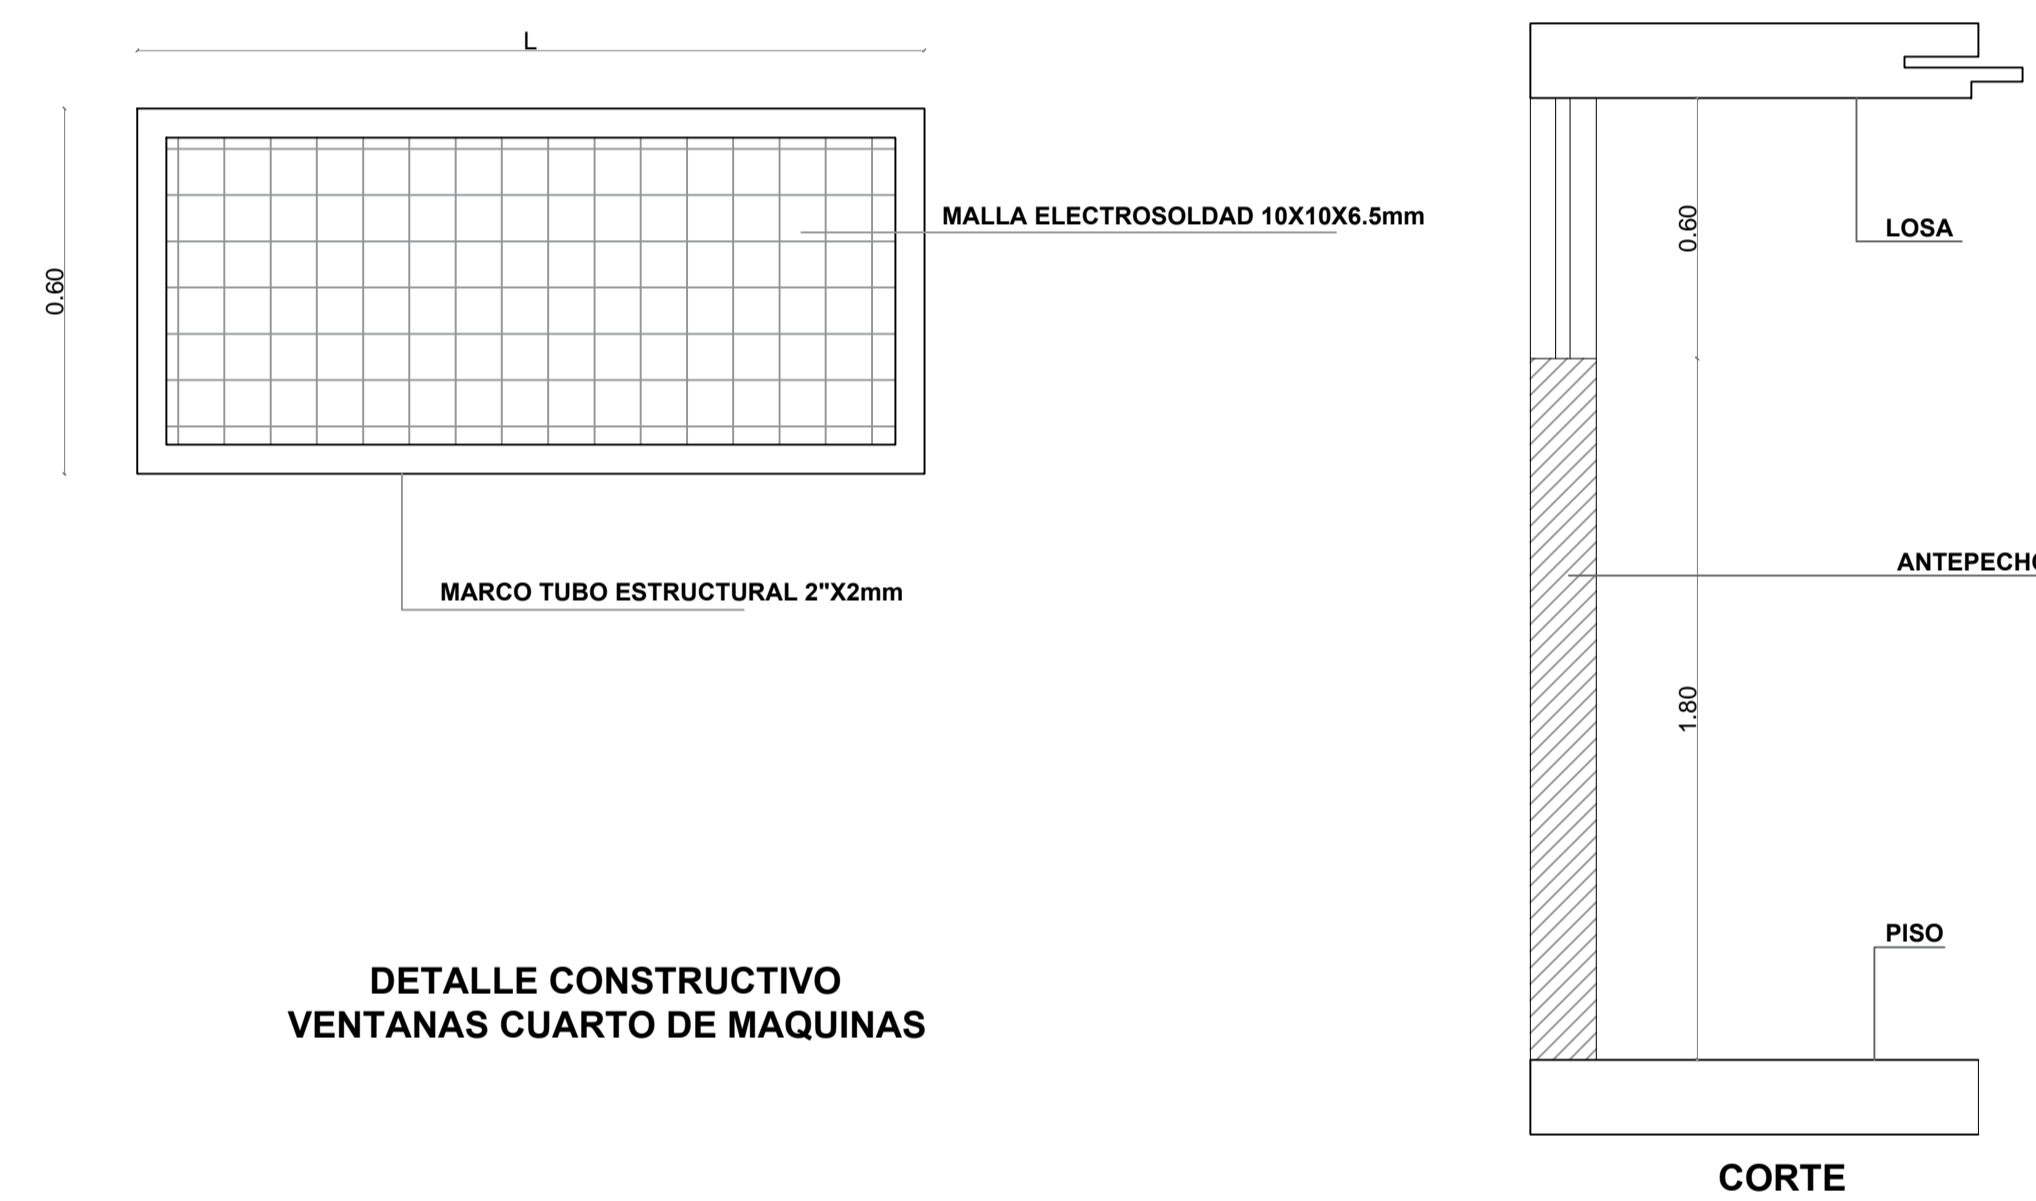 L
0.60
MALLA ELECTROSOLDAD 10X10X6.5mm
MARCO TUBO ESTRUCTURAL 2"X2mm
DETALLE CONSTRUCTIVO
VENTANAS CUARTO DE MAQUINAS
0.60
LOSA
ANTEPECHO
1.80
PISO
CORTE